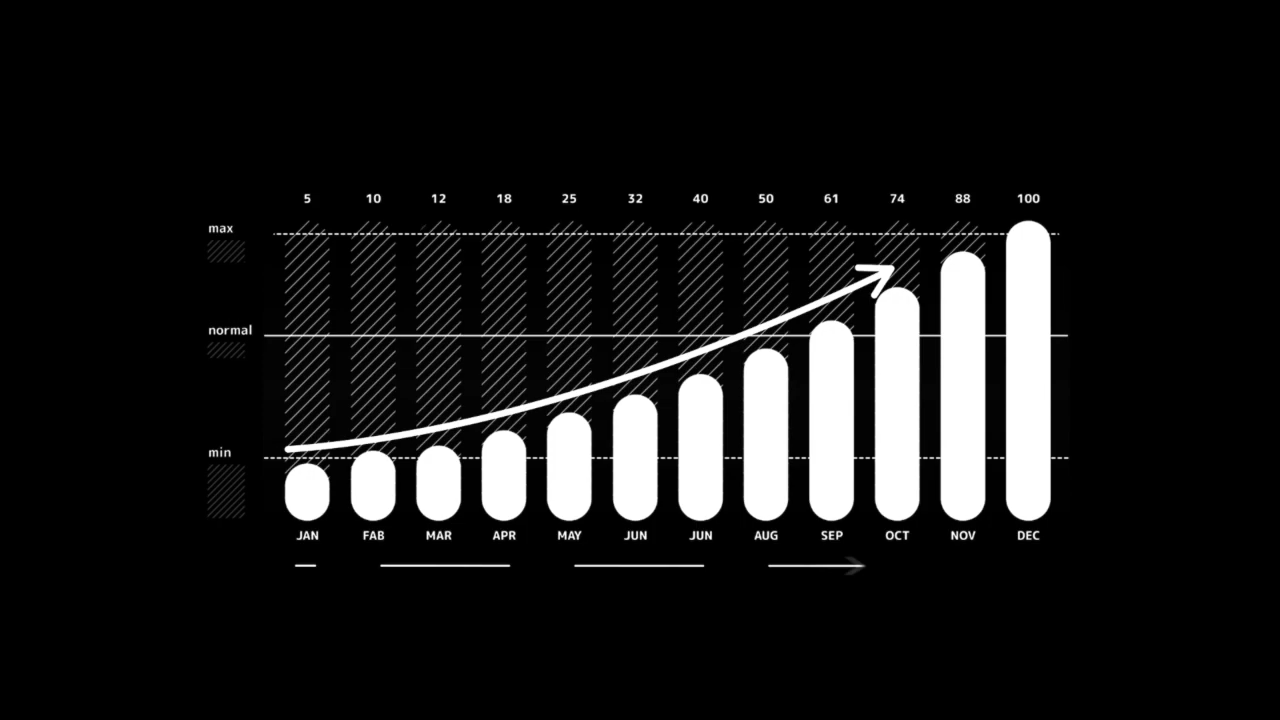 5 10 12 18 25 32 40 50 61 74 88 100
max
normal
min
JAN FAB MAR APR MAY JUN JUN AUG SEP OCT NOV DEC